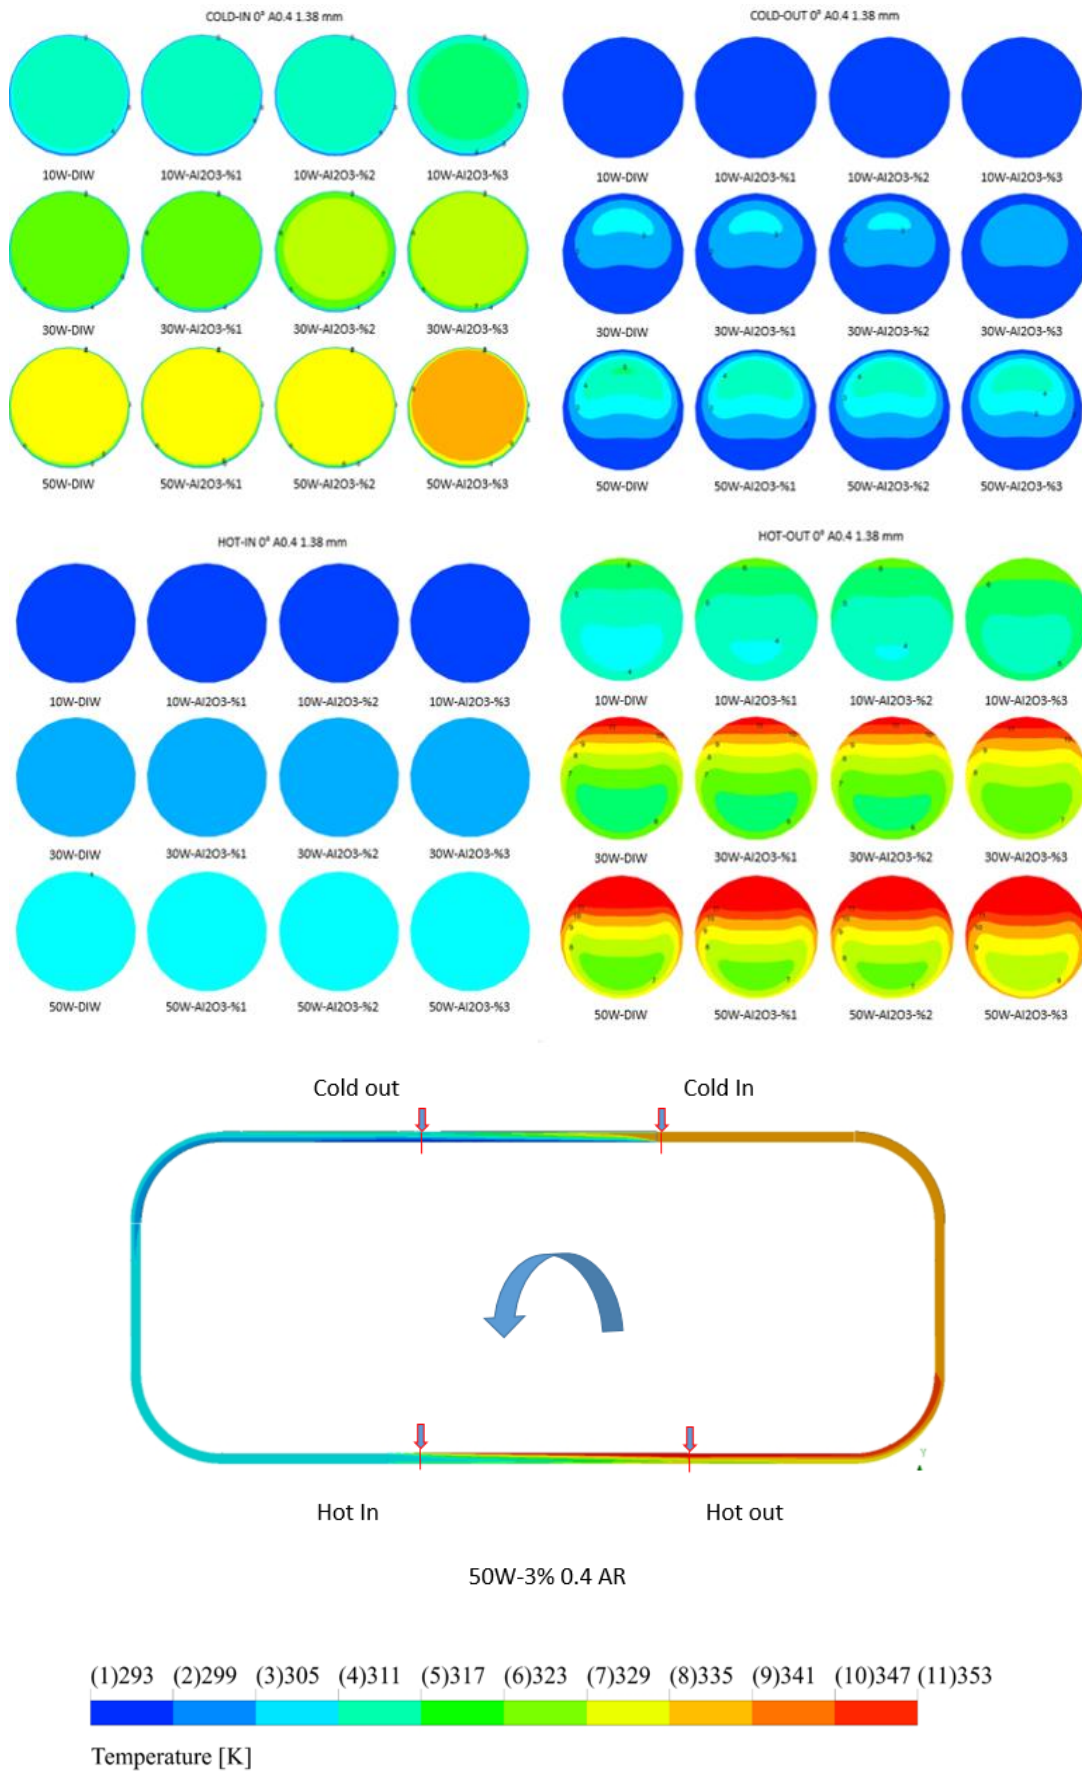 COLD-IN 0° A0.4 1.38 mm
10W-DIW 10W-Al2O3-%1 10W-Al2O3-%2 10W-Al2O3-%3
30W-DIW 30W-Al2O3-%1 30W-Al2O3-%2 30W-Al2O3-%3
50W-DIW 50W-Al2O3-%1 50W-Al2O3-%2 50W-Al2O3-%3
COLD-OUT 0° A0.4 1.38 mm
10W-DIW 10W-Al2O3-%1 10W-Al2O3-%2 10W-Al2O3-%3
30W-DIW 30W-Al2O3-%1 30W-Al2O3-%2 30W-Al2O3-%3
50W-DIW 50W-Al2O3-%1 50W-Al2O3-%2 50W-Al2O3-%3
HOT-IN 0° A0.4 1.38 mm
10W-DIW 10W-Al2O3-%1 10W-Al2O3-%2 10W-Al2O3-%3
30W-DIW 30W-Al2O3-%1 30W-Al2O3-%2 30W-Al2O3-%3
50W-DIW 50W-Al2O3-%1 50W-Al2O3-%2 50W-Al2O3-%3
HOT-OUT 0° A0.4 1.38 mm
10W-DIW 10W-Al2O3-%1 10W-Al2O3-%2 10W-Al2O3-%3
30W-DIW 30W-Al2O3-%1 30W-Al2O3-%2 30W-Al2O3-%3
50W-DIW 50W-Al2O3-%1 50W-Al2O3-%2 50W-Al2O3-%3
Cold out Cold In
Y
Hot In Hot out
50W-3% 0.4 AR
(1)293 (2)299 (3)305 (4)311 (5)317 (6)323 (7)329 (8)335 (9)341 (10)347 (11)353
Temperature [K]